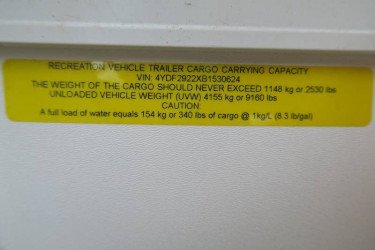 RECREATION VEHICLE TRAILER CARGO CARRYING CAPACITY
VIN: 4YDF2922XB1530624
THE WEIGHT OF THE CARGO SHOULD NEVER EXCEED 1148 kg or 2530 lbs
UNLOADED VEHICLE WEIGHT (UVW) 4155 kg or 9160 lbs
CAUTION:
A full load of water equals 154 kg or 340 lbs of cargo @ 1kg/L (8.3 lb/gal)